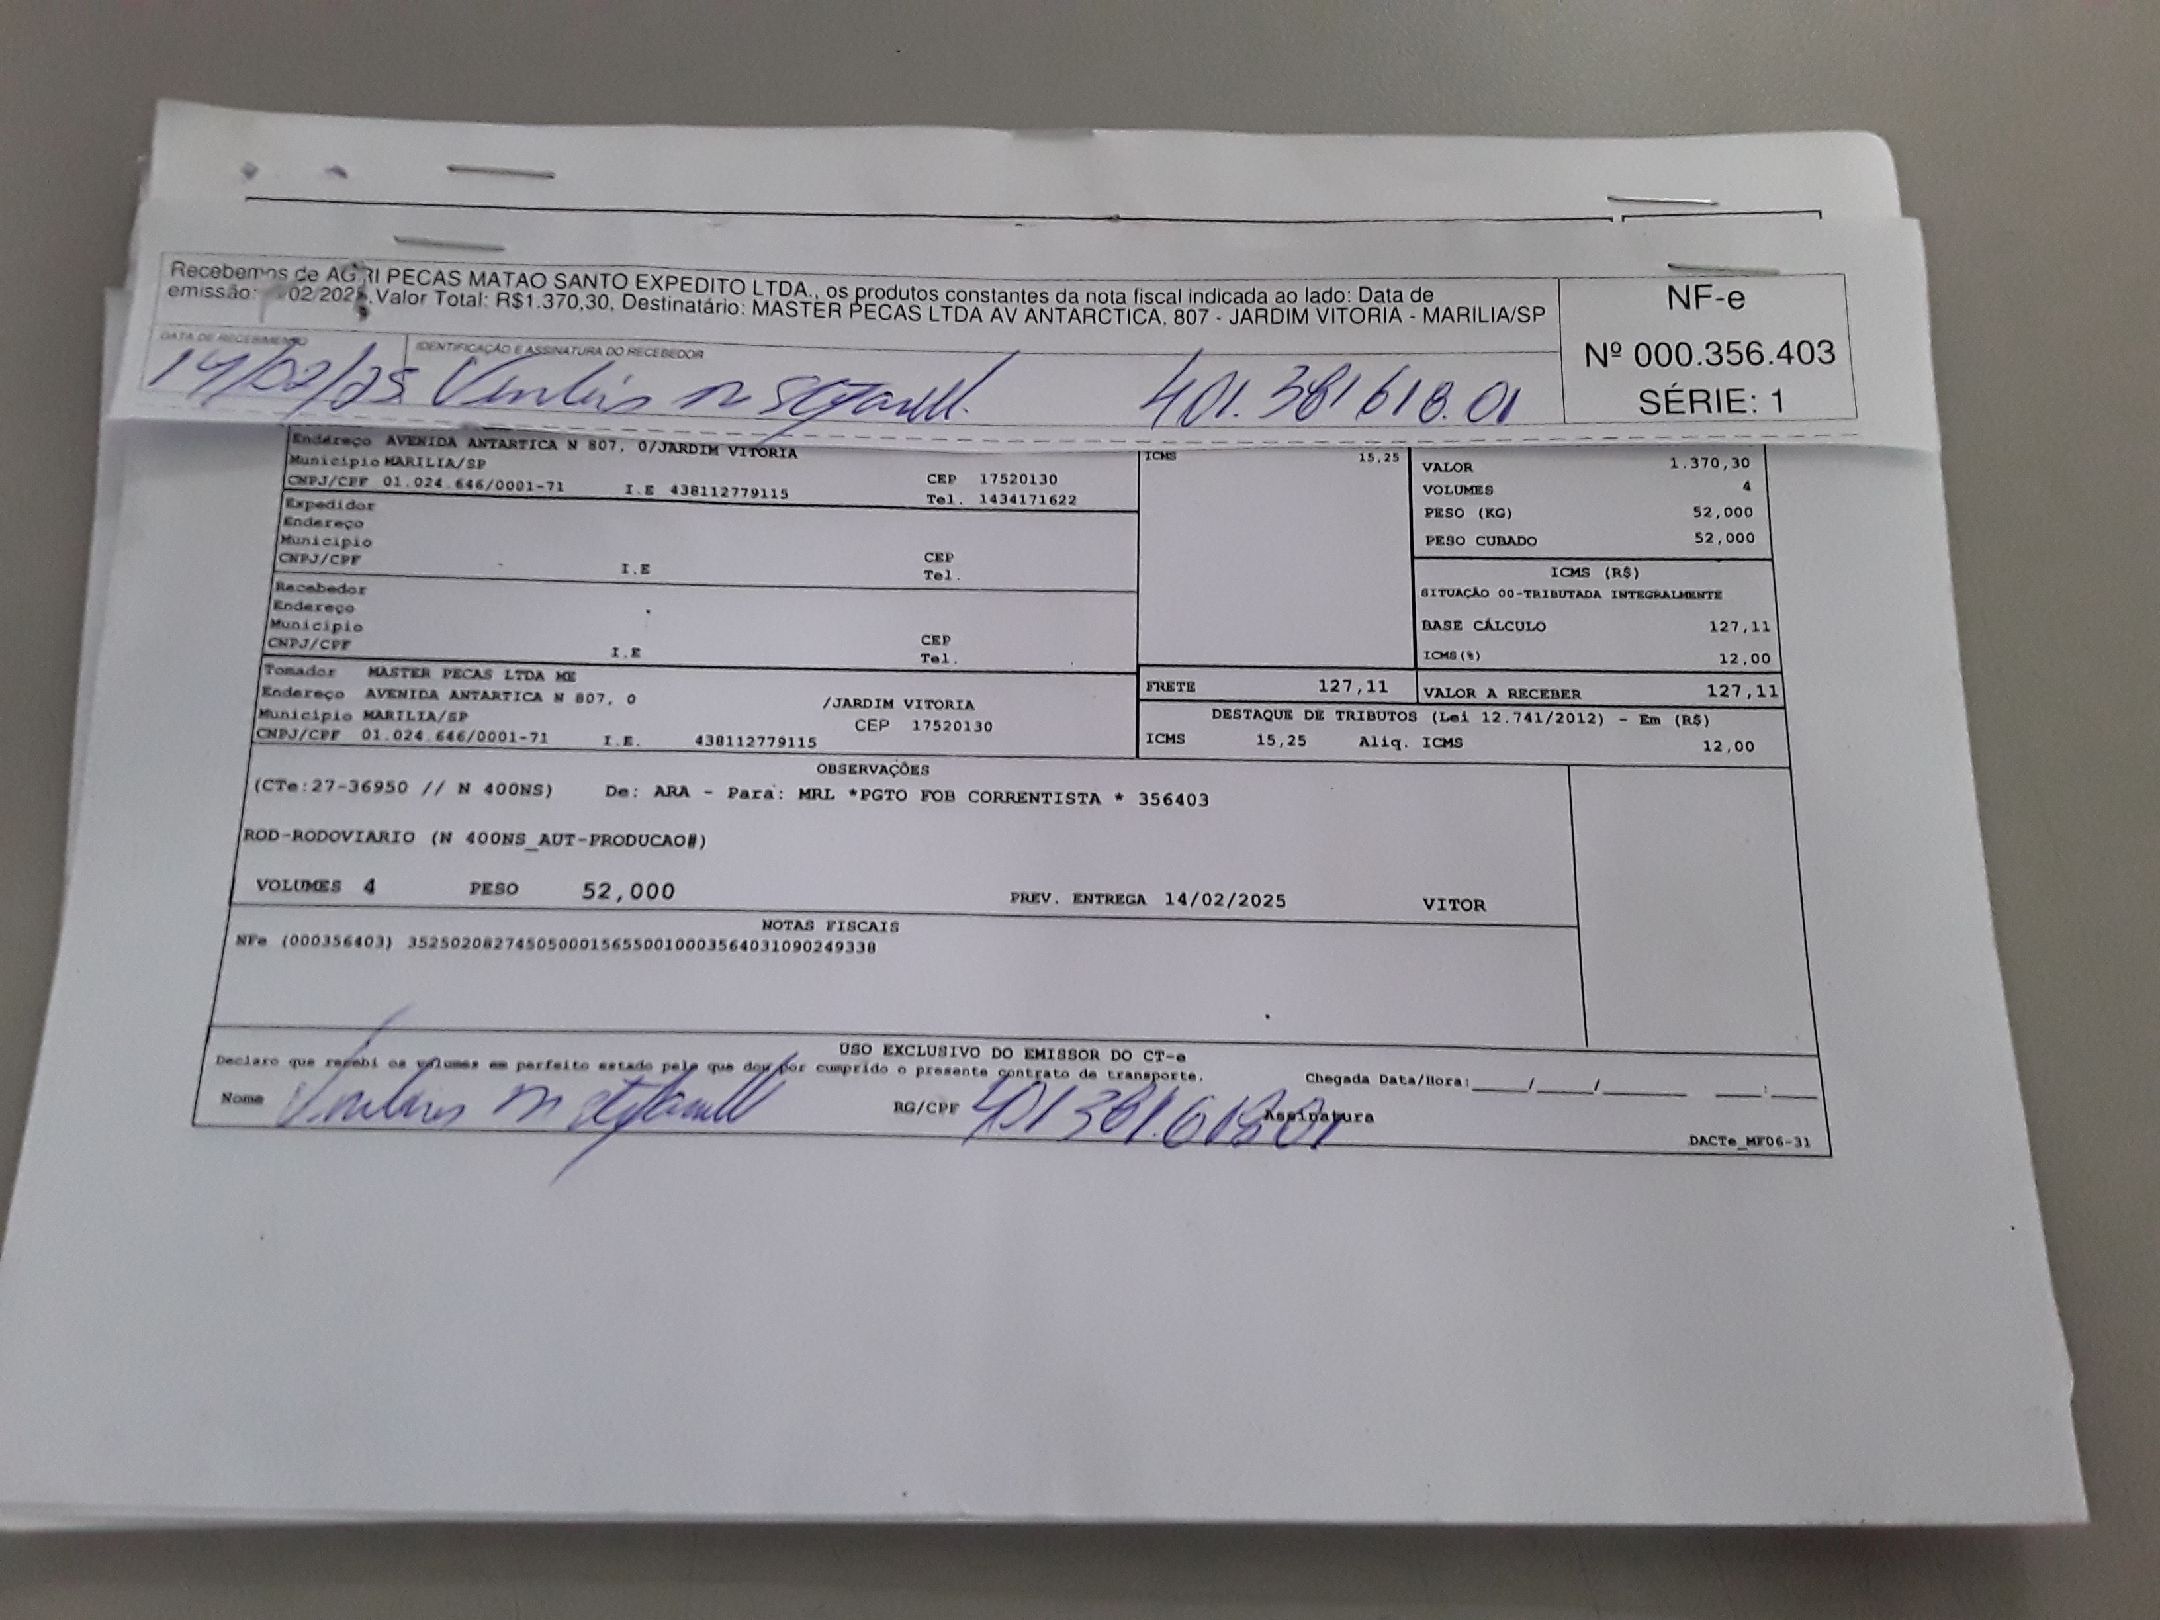 Recebemos de AGRI PECAS MATAO SANTO EXPEDITO LTDA., os produtos constantes da nota fiscal indicada ao lado: Data de
emissão: /02/2025, Valor Total: R$1.370,30, Destinatário: MASTER PECAS LTDA AV ANTARCTICA, 807 - JARDIM VITORIA - MARILIA/SP
NF-e
Nº 000.356.403
SÉRIE: 1
DATA DE RECEBIMENTO
IDENTIFICAÇÃO E ASSINATURA DO RECEBEDOR
14/02/25 401.381618.01
Endereço AVENIDA ANTARTICA N 807, 0/JARDIM VITORIA
Município MARILIA/SP CEP 17520130
CNPJ/CPF 01.024.646/0001-71 I.E 438112779115 Tel. 1434171622
ICMS 15,25
VALOR 1.370,30
VOLUMES 4
PESO (KG) 52,000
PESO CUBADO 52,000
Expedidor
Endereço
Município CEP
CNPJ/CPF I.E Tel.
ICMS (R$)
SITUAÇÃO 00-TRIBUTADA INTEGRALMENTE
BASE CÁLCULO 127,11
ICMS(%) 12,00
Recebedor
Endereço
Município CEP
CNPJ/CPF I.E Tel.
Tomador MASTER PECAS LTDA ME
Endereço AVENIDA ANTARTICA N 807, 0 /JARDIM VITORIA
Município MARILIA/SP CEP 17520130
CNPJ/CPF 01.024.646/0001-71 I.E. 438112779115
FRETE 127,11 VALOR A RECEBER 127,11
DESTAQUE DE TRIBUTOS (Lei 12.741/2012) - Em (R$)
ICMS 15,25 Aliq. ICMS 12,00
OBSERVAÇÕES
(CTe:27-36950 // N 400NS) De: ARA - Para: MRL *PGTO FOB CORRENTISTA * 356403
ROD-RODOVIARIO (N 400NS_AUT-PRODUCAO#)
VOLUMES 4 PESO 52,000 PREV. ENTREGA 14/02/2025 VITOR
NOTAS FISCAIS
NFe (000356403) 35250208274505000156550010003564031090249338
USO EXCLUSIVO DO EMISSOR DO CT-e
Declaro que recebi os volumes em perfeito estado pelo que dou por cumprido o presente contrato de transporte.
Chegada Data/Hora:____/____/______ ___:___
Nome RG/CPF 401381.61801 Assinatura
DACTe_MF06-31